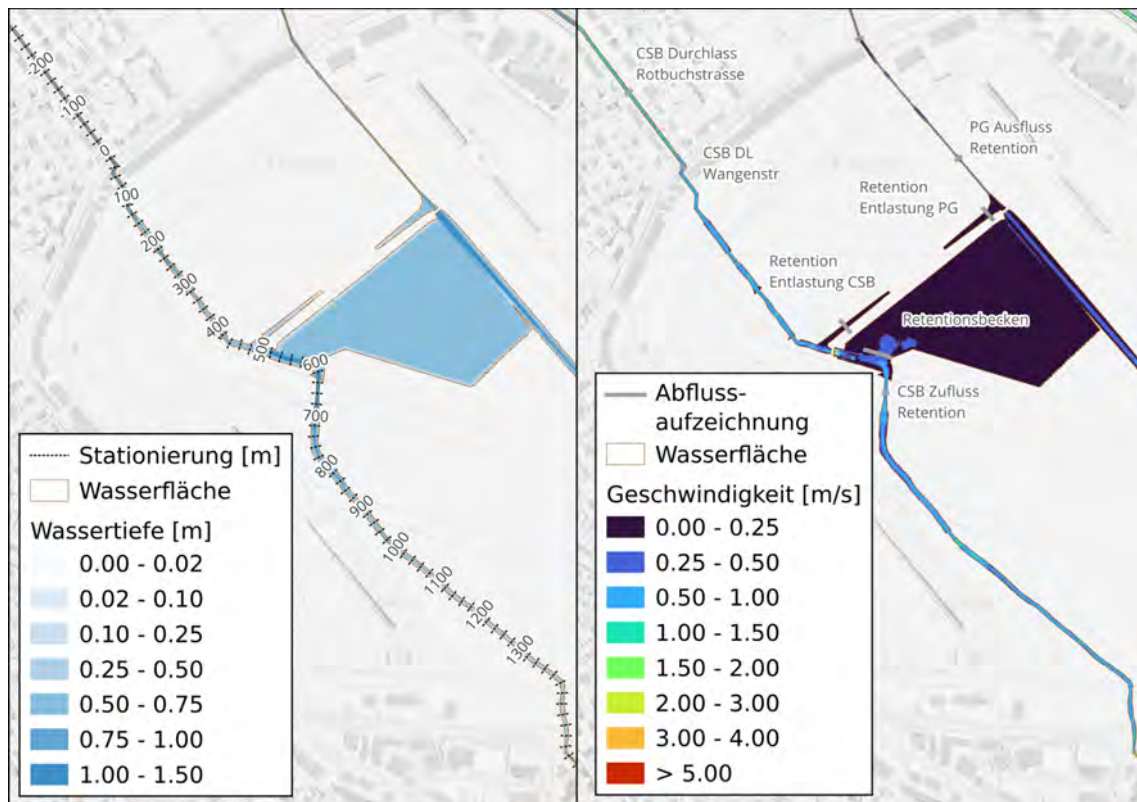 -200
-100
0
100
200
300
400
500
600
700
800
900
1000
1100
1200
1300
Stationierung [m]
Wasserfläche
Wassertiefe [m]
0.00 - 0.02
0.02 - 0.10
0.10 - 0.25
0.25 - 0.50
0.50 - 0.75
0.75 - 1.00
1.00 - 1.50
CSB Durchlass
Rotbuchstrasse
CSB DL
Wangenstr
PG Ausfluss
Retention
Retention
Entlastung PG
Retention
Entlastung CSB
Retentionsbecken
CSB Zufluss
Retention
Abfluss-
aufzeichnung
Wasserfläche
Geschwindigkeit [m/s]
0.00 - 0.25
0.25 - 0.50
0.50 - 1.00
1.00 - 1.50
1.50 - 2.00
2.00 - 3.00
3.00 - 4.00
> 5.00